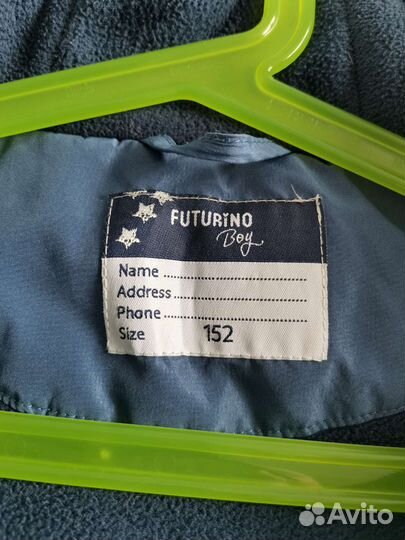 FUTURINO
Boy
Name
Address
Phone
Size 152
Avito